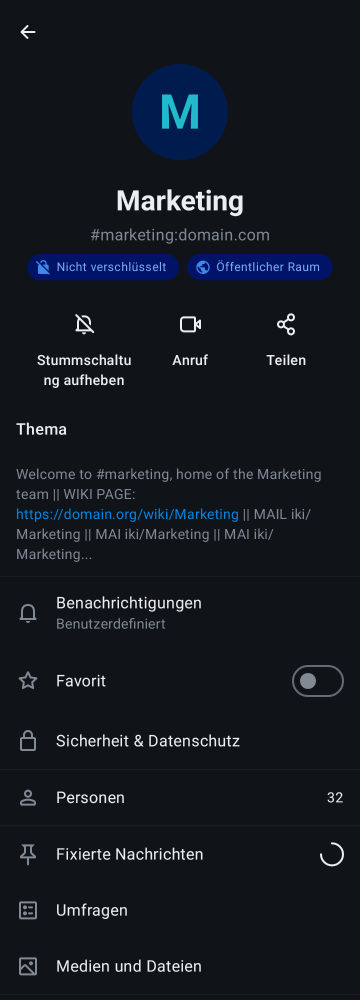 M
Marketing
#marketing:domain.com
Nicht verschlüsselt
Öffentlicher Raum
Stummschaltu
ng aufheben
Anruf
Teilen
Thema
Welcome to #marketing, home of the Marketing
team || WIKI PAGE:
https://domain.org/wiki/Marketing || MAIL iki/
Marketing || MAI iki/Marketing || MAI iki/
Marketing...
Benachrichtigungen
Benutzerdefiniert
Favorit
Sicherheit & Datenschutz
Personen 32
Fixierte Nachrichten
Umfragen
Medien und Dateien